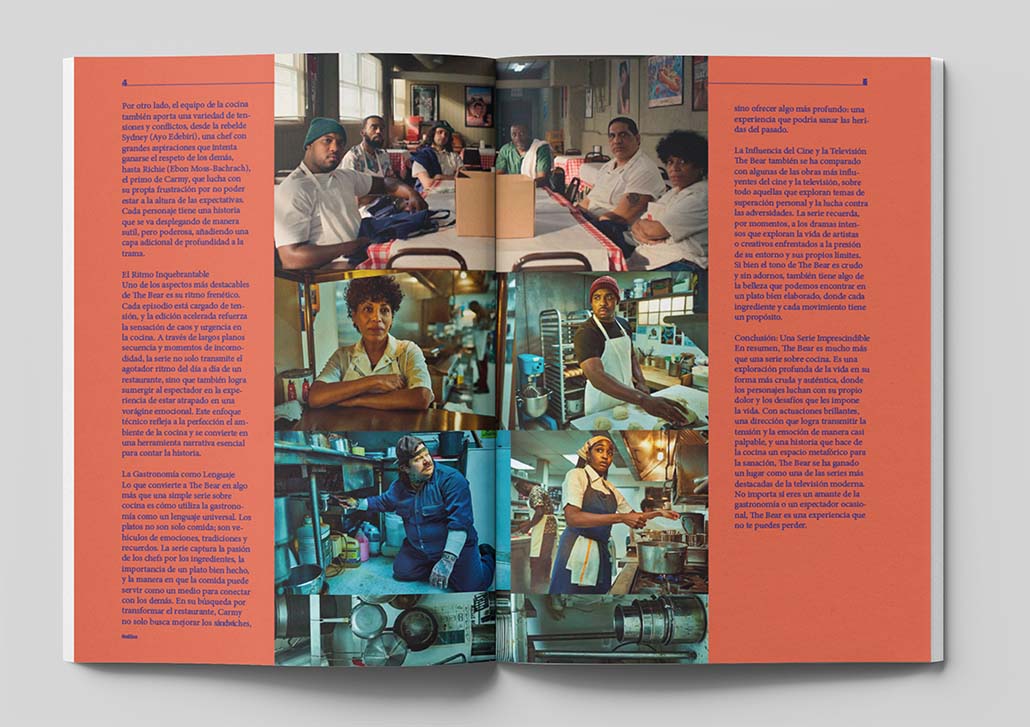 4
Por otro lado, el equipo de la cocina
también aporta una variedad de ten-
siones y conflictos, desde la rebelde
Sydney (Ayo Edebiri), una chef con
grandes aspiraciones que intenta
ganarse el respeto de los demás,
hasta Richie (Ebon Moss-Bachrach),
el primo de Carmy, que lucha con
su propia frustración por no poder
estar a la altura de las expectativas.
Cada personaje tiene una historia
que se va desplegando de manera
sutil, pero poderosa, añadiendo una
capa adicional de profundidad a la
trama.
El Ritmo Inquebrantable
Uno de los aspectos más destacables
de The Bear es su ritmo frenético.
Cada episodio está cargado de ten-
sión, y la edición acelerada refuerza
la sensación de caos y urgencia en
la cocina. A través de largos planos
secuencia y momentos de incomo-
didad, la serie no solo transmite el
agotador ritmo del día a día de un
restaurante, sino que también logra
sumergir al espectador en la expe-
riencia de estar atrapado en una
vorágine emocional. Este enfoque
técnico refleja a la perfección el am-
biente de la cocina y se convierte en
una herramienta narrativa esencial
para contar la historia.
La Gastronomía como Lenguaje
Lo que convierte a The Bear en algo
más que una simple serie sobre
cocina es cómo utiliza la gastrono-
mía como un lenguaje universal. Los
platos no son solo comida; son ve-
hículos de emociones, tradiciones y
recuerdos. La serie captura la pasión
de los chefs por los ingredientes, la
importancia de un plato bien hecho,
y la manera en que la comida puede
servir como un medio para conectar
con los demás. En su búsqueda por
transformar el restaurante, Carmy
no solo busca mejorar los sándwiches,
sino ofrecer algo más profundo: una
experiencia que podría sanar las heri-
das del pasado.
La Influencia del Cine y la Televisión
The Bear también se ha comparado
con algunas de las obras más influ-
yentes del cine y la televisión, sobre
todo aquellas que exploran temas de
superación personal y la lucha contra
las adversidades. La serie recuerda,
por momentos, a los dramas inten-
sos que exploran la vida de artistas
o creativos enfrentados a la presión
de su entorno y sus propios límites.
Si bien el tono de The Bear es crudo
y sin adornos, también tiene algo de
la belleza que podemos encontrar en
un plato bien elaborado, donde cada
ingrediente y cada movimiento tiene
un propósito.
Conclusión: Una Serie Imprescindible
En resumen, The Bear es mucho más
que una serie sobre cocina. Es una
exploración profunda de la vida en su
forma más cruda y auténtica, donde
los personajes luchan con su propio
dolor y los desafíos que les impone
la vida. Con actuaciones brillantes,
una dirección que logra transmitir la
tensión y la emoción de manera casi
palpable, y una historia que hace de
la cocina un espacio metafórico para
la sanación, The Bear se ha ganado
un lugar como una de las series más
destacadas de la televisión moderna.
No importa si eres un amante de la
gastronomía o un espectador ocasio-
nal, The Bear es una experiencia que
no te puedes perder.